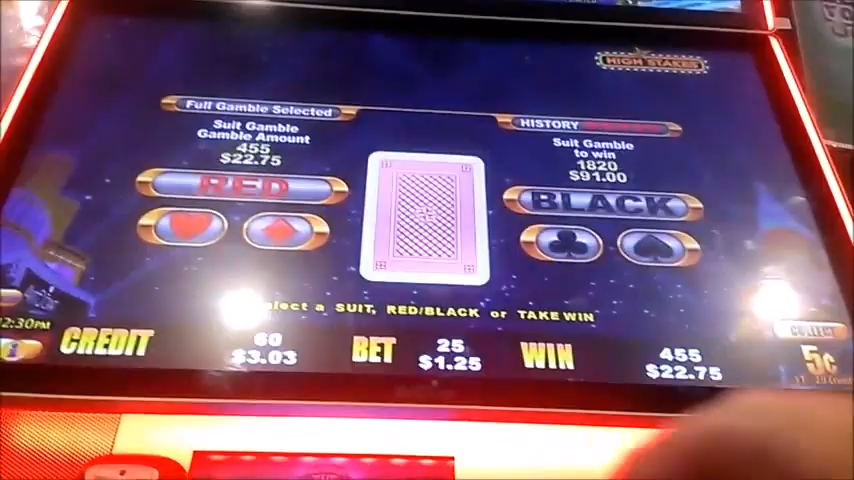 HIGH STAKES
Full Gamble Selected
HISTORY
Suit Gamble
Gamble Amount
455
$22.75
Suit Gamble
to win
1820
$91.00
RED
BLACK
select a SUIT, RED/BLACK or TAKE WIN
12:30PM
CREDIT
60
$3.03
BET
25
$1.25
WIN
455
$22.75
COLLECT
5¢